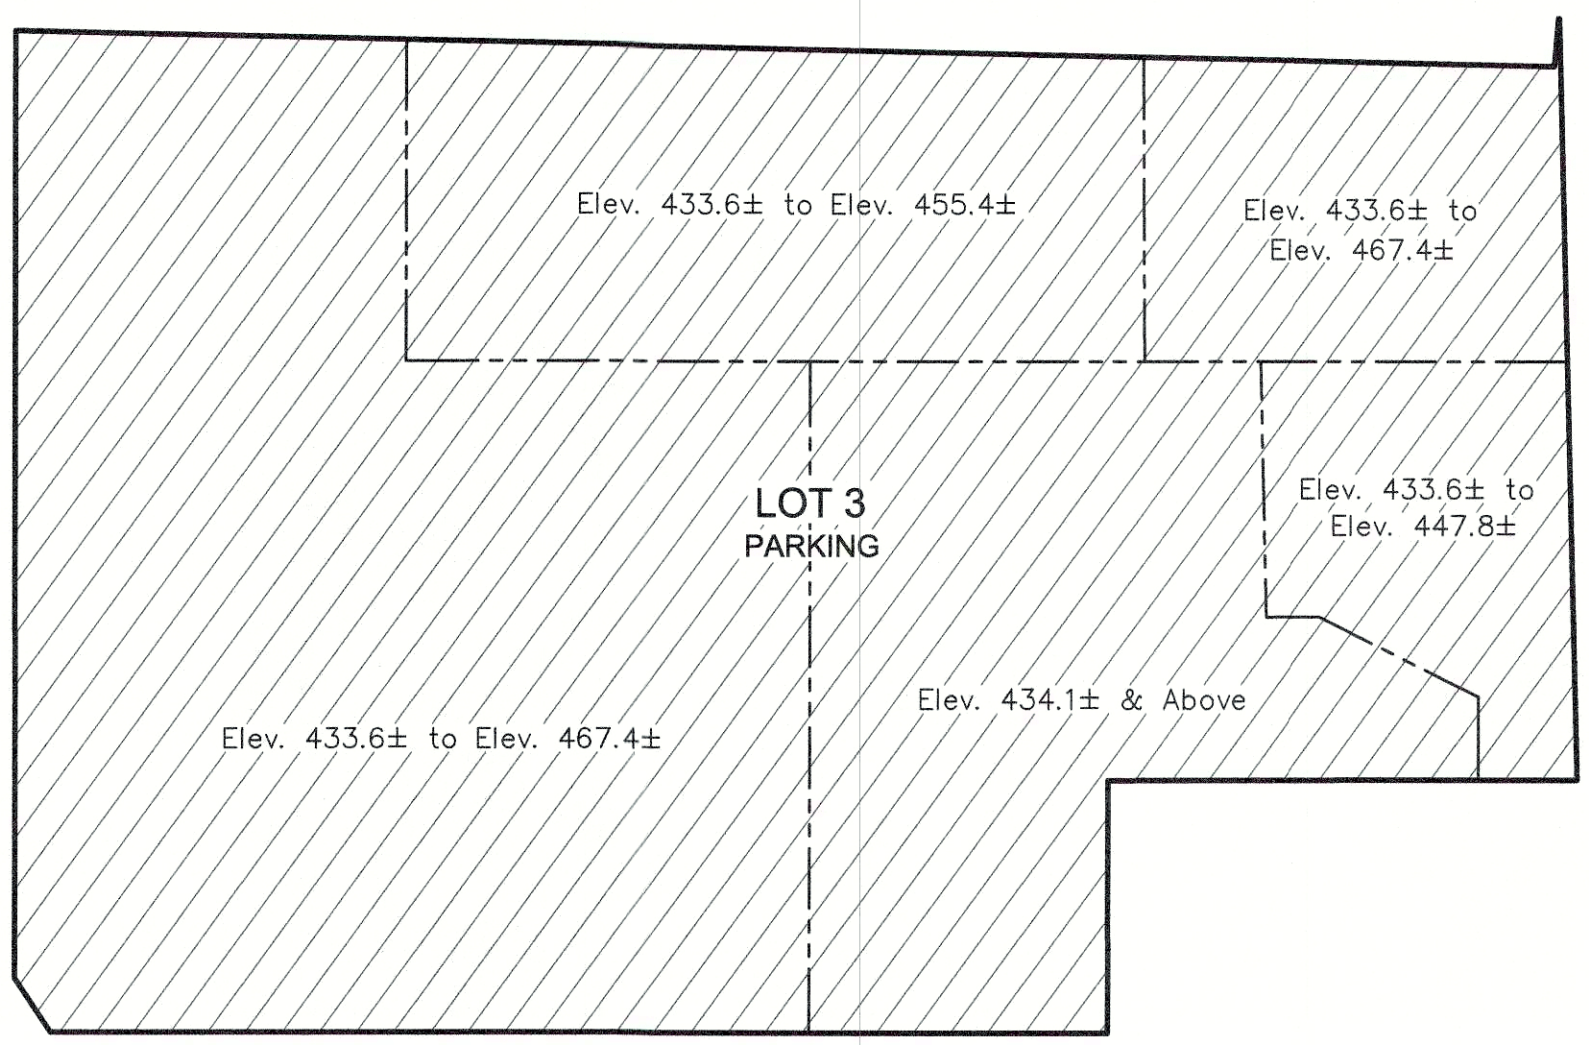 Elev. 433.6± to Elev. 455.4±
Elev. 433.6± to
Elev. 467.4±
LOT 3
PARKING
Elev. 433.6± to
Elev. 447.8±
Elev. 434.1± & Above
Elev. 433.6± to Elev. 467.4±